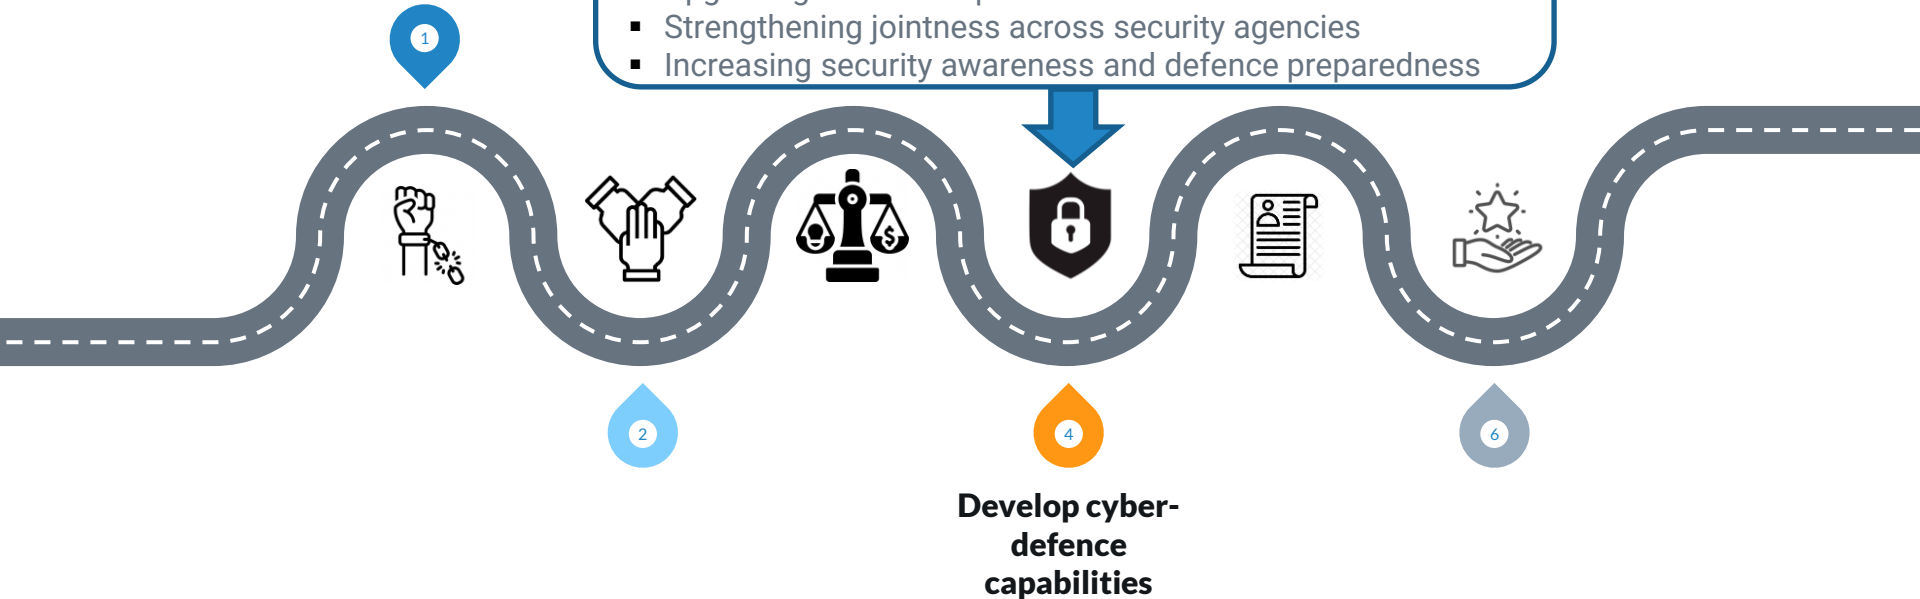 Strengthening jointness across security agencies
Increasing security awareness and defence preparedness
1
2
4
6
Develop cyber-
defence
capabilities